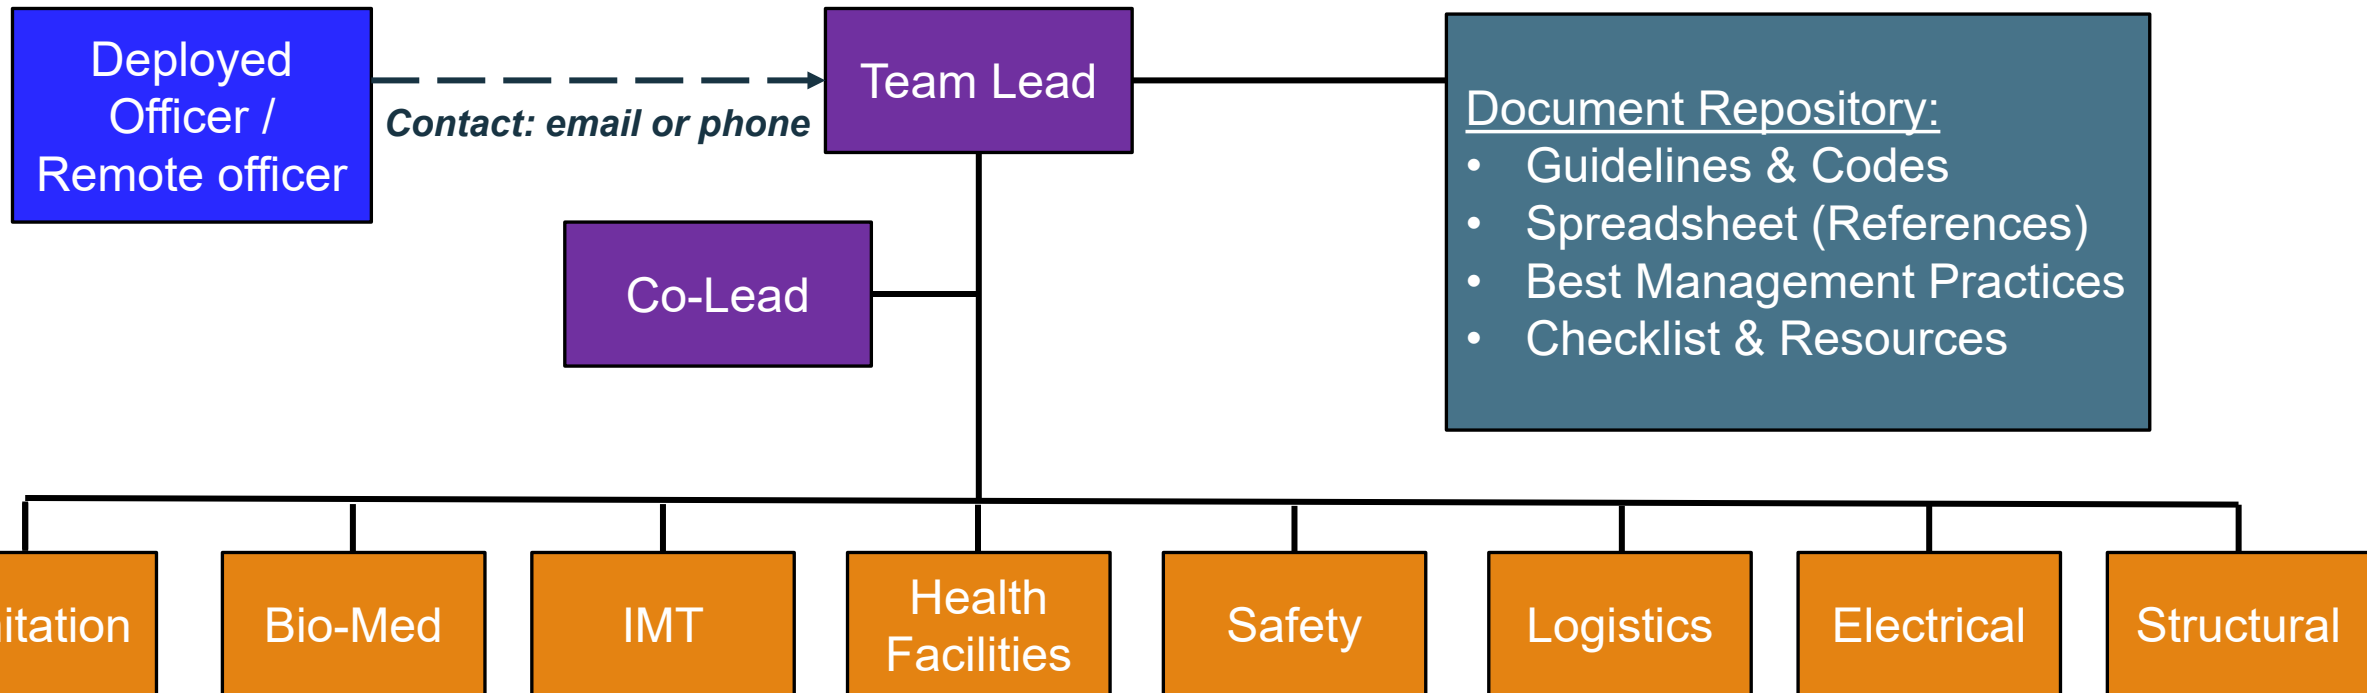 Deployed
Officer /
Remote officer
Contact: email or phone
Team Lead
Document Repository:
• Guidelines & Codes
• Spreadsheet (References)
• Best Management Practices
• Checklist & Resources
Co-Lead
Bio-Med
IMT
Health
Facilities
Safety
Logistics
Electrical
Structural